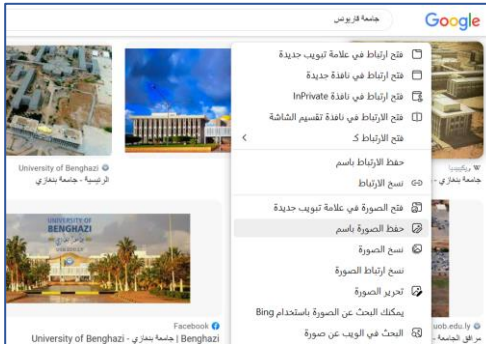 Google
جامعة قاريونس
فتح ارتباط في علامة تبويب جديدة
فتح ارتباط في نافذة جديدة
فتح ارتباط في نافذة InPrivate
فتح الارتباط في نافذة تقسيم الشاشة
فتح الارتباط كـ
حفظ الارتباط باسم
نسخ الارتباط
فتح الصورة في علامة تبويب جديدة
حفظ الصورة باسم
نسخ الصورة
نسخ ارتباط الصورة
تحرير الصورة
يمكنك البحث عن الصورة باستخدام Bing
البحث في الويب عن صورة
ويكيبيديا
جامعة بنغازي -
University of Benghazi
الرئيسية - جامعة بنغازي
UNIVERSITY OF
BENGHAZI
uob.edu.ly
مرافق الجامعة -
Facebook
University of Benghazi - جامعة بنغازي | Benghazi